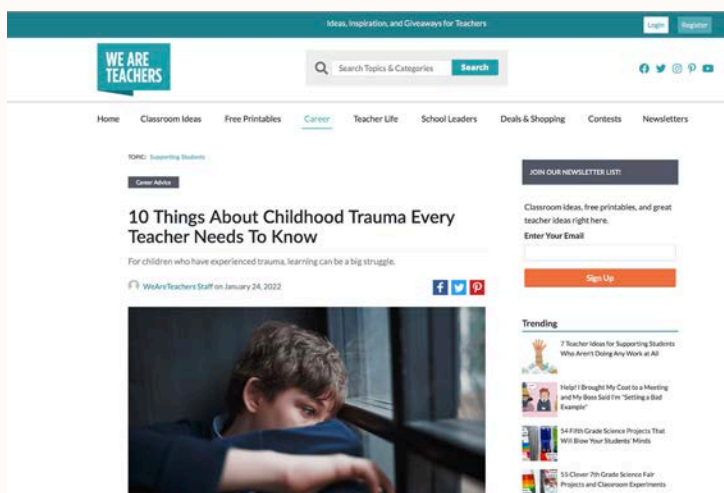 Ideas, Inspiration, and Giveaways for Teachers
Login
Register
WE ARE
TEACHERS
Search Topics & Categories
Search
Home
Classroom Ideas
Free Printables
Career
Teacher Life
School Leaders
Deals & Shopping
Contests
Newsletters
TOPIC: Supporting Students
Career Advice
10 Things About Childhood Trauma Every
Teacher Needs To Know
For children who have experienced trauma, learning can be a big struggle.
WeAreTeachers Staff on January 24, 2022
JOIN OUR NEWSLETTER LIST!
Classroom ideas, free printables, and great
teacher ideas right here.
Enter Your Email
Sign Up
Trending
7 Teacher Ideas for Supporting Students
Who Aren't Doing Any Work at All
Help! I Brought My Coat to a Meeting
and My Boss Said I'm "Setting a Bad
Example"
54 Fifth Grade Science Projects That
Will Blow Your Students' Minds
55 Clever 7th Grade Science Fair
Projects and Classroom Experiments